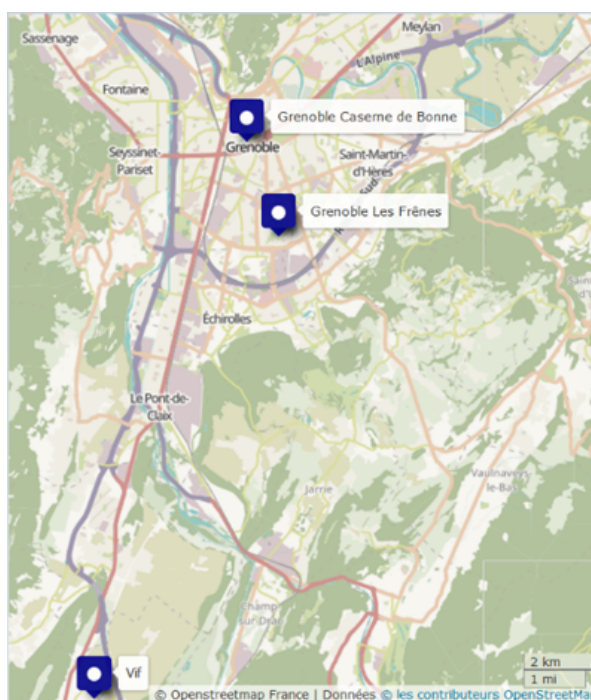 Meylan
Sassenage
L'Alpine
Fontaine
Grenoble Caserne de Bonne
Grenoble
Seyssinet-
Pariset
Saint-Martin-
d'Hères
Sud
Grenoble Les Frênes
Échirolles
Le Pont-de-
Claix
Vaulnaveys-
le-Bas
Jarrie
Champ-
sur-Drac
2 km
1 mi
Vif
© Openstreetmap France | Données © les contributeurs OpenStreetMa